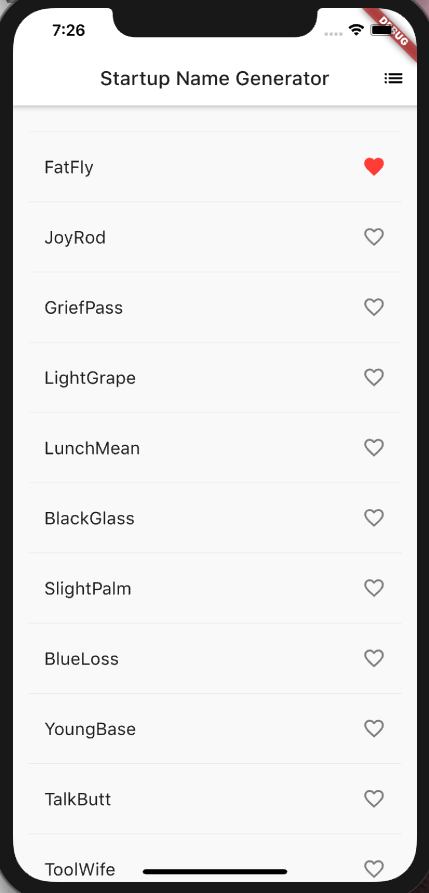 7:26
DEBUG
Startup Name Generator
FatFly
JoyRod
GriefPass
LightGrape
LunchMean
BlackGlass
SlightPalm
BlueLoss
YoungBase
TalkButt
ToolWife